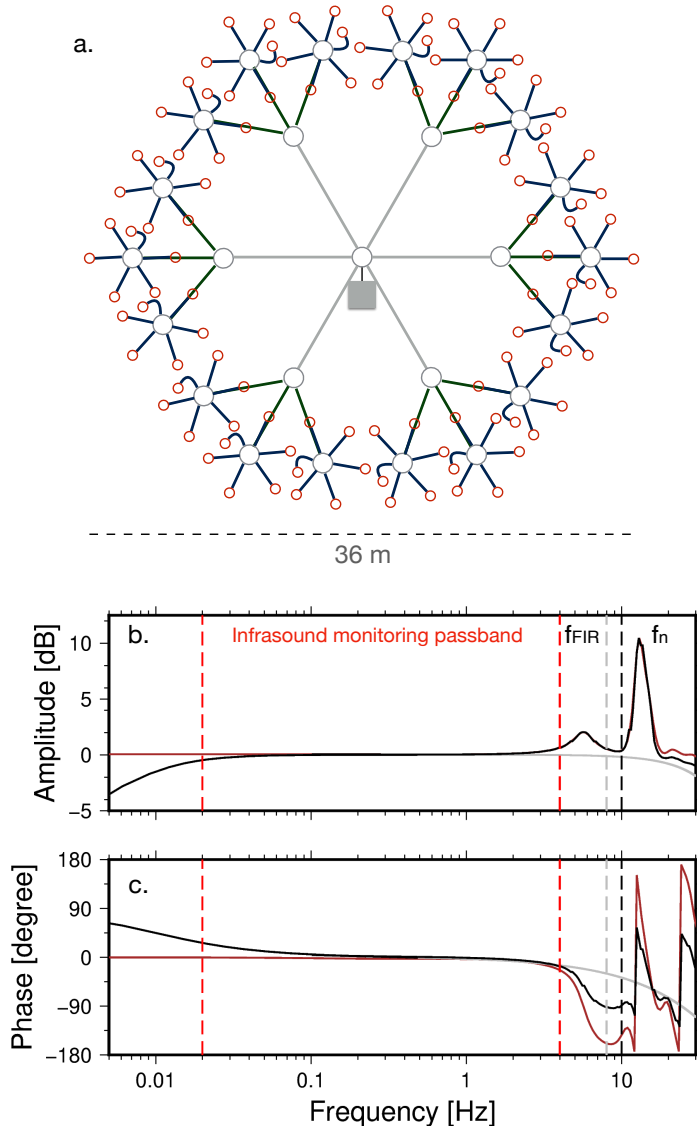 a.
36 m
b.
Infrasound monitoring passband
fFIR
fn
Amplitude [dB]
10
5
0
−5
c.
Phase [degree]
180
90
0
−90
−180
0.01
0.1
1
10
Frequency [Hz]